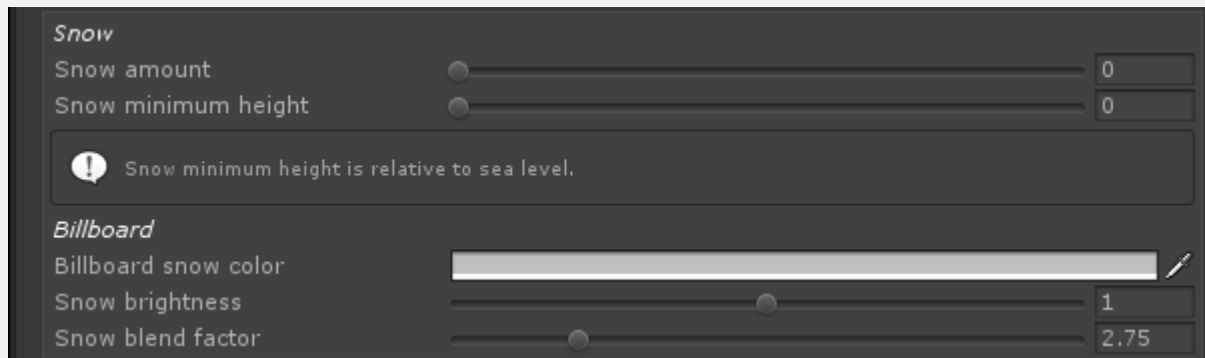 Snow
Snow amount 0
Snow minimum height 0
Snow minimum height is relative to sea level.
Billboard
Billboard snow color
Snow brightness 1
Snow blend factor 2.75